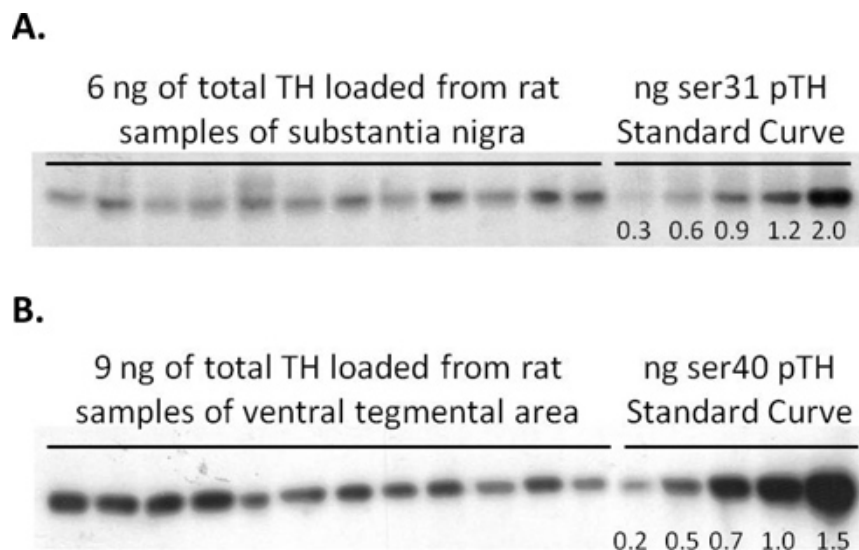 A.
6 ng of total TH loaded from rat
samples of substantia nigra
ng ser31 pTH
Standard Curve
0.3 0.6 0.9 1.2 2.0
B.
9 ng of total TH loaded from rat
samples of ventral tegmental area
ng ser40 pTH
Standard Curve
0.2 0.5 0.7 1.0 1.5